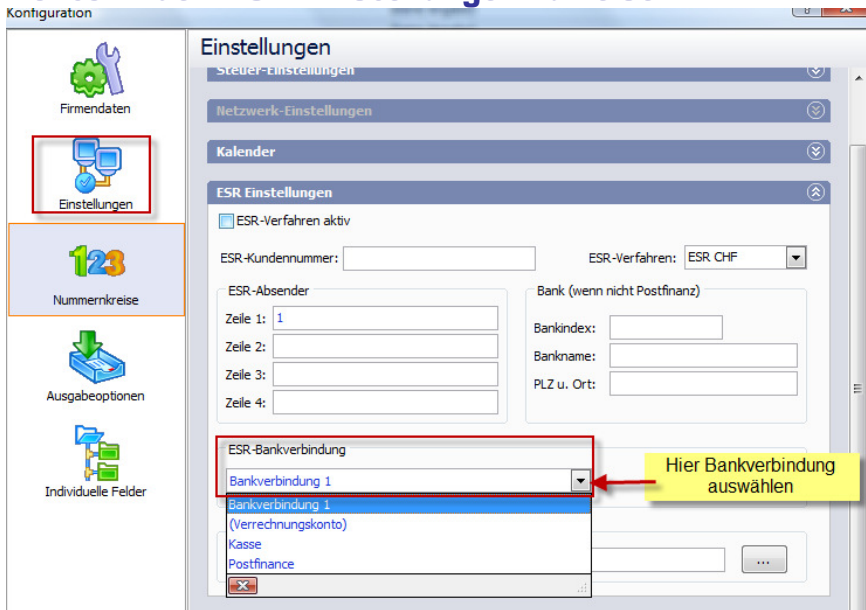 Konfiguration
Einstellungen
Steuer-Einstellungen
Firmendaten
Netzwerk-Einstellungen
Kalender
Einstellungen
ESR Einstellungen
ESR-Verfahren aktiv
ESR-Kundennummer:
ESR-Verfahren: ESR CHF
123
Nummernkreise
ESR-Absender
Bank (wenn nicht Postfinanz)
Zeile 1: 1
Bankindex:
Zeile 2:
Bankname:
Zeile 3:
PLZ u. Ort:
Zeile 4:
Ausgabeoptionen
ESR-Bankverbindung
Bankverbindung 1
Hier Bankverbindung
auswählen
Bankverbindung 1
(Verrechnungskonto)
Kasse
Postfinance
...
Individuelle Felder